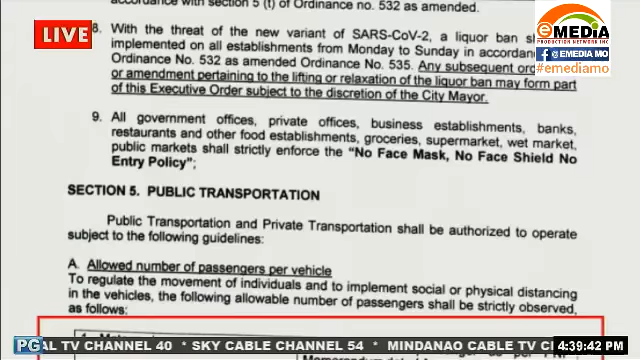 accordance with section 5 (f) of Ordinance no. 532 as amended.
LIVE
8. With the threat of the new variant of SARS-CoV-2, a liquor ban
implemented on all establishments from Monday to Sunday in accordan
Ordinance No. 532 as amended Ordinance No. 535. Any subsequent ord
or amendment pertaining to the lifting or relaxation of the liquor ban may form part
of this Executive Order subject to the discretion of the City Mayor.
eMEDIA
PRODUCTION NETWORK INC
@EMEDIA MO
#emediamo
9. All government offices, private offices, business establishments, banks,
restaurants and other food establishments, groceries, supermarket, wet market,
public markets shall strictly enforce the "No Face Mask, No Face Shield No
Entry Policy";
SECTION 5. PUBLIC TRANSPORTATION
Public Transportation and Private Transportation shall be authorized to operate
subject to the following guidelines:
A. Allowed number of passengers per vehicle
To regulate the movement of individuals and to implement social or physical distancing
in the vehicles, the following allowable number of passengers shall be strictly observed,
as follows:
PG
AL TV CHANNEL 40 * SKY CABLE CHANNEL 54 * MINDANAO CABLE TV CH
4:39:42 PM